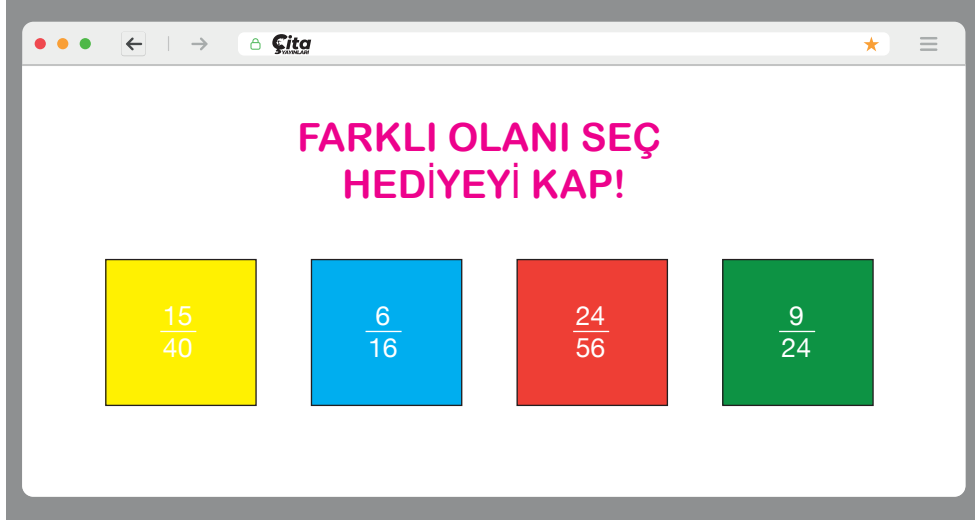 Çita
YAYINLARI
FARKLI OLANI SEÇ
HEDİYEYİ KAP!
15
40
6
16
24
56
9
24